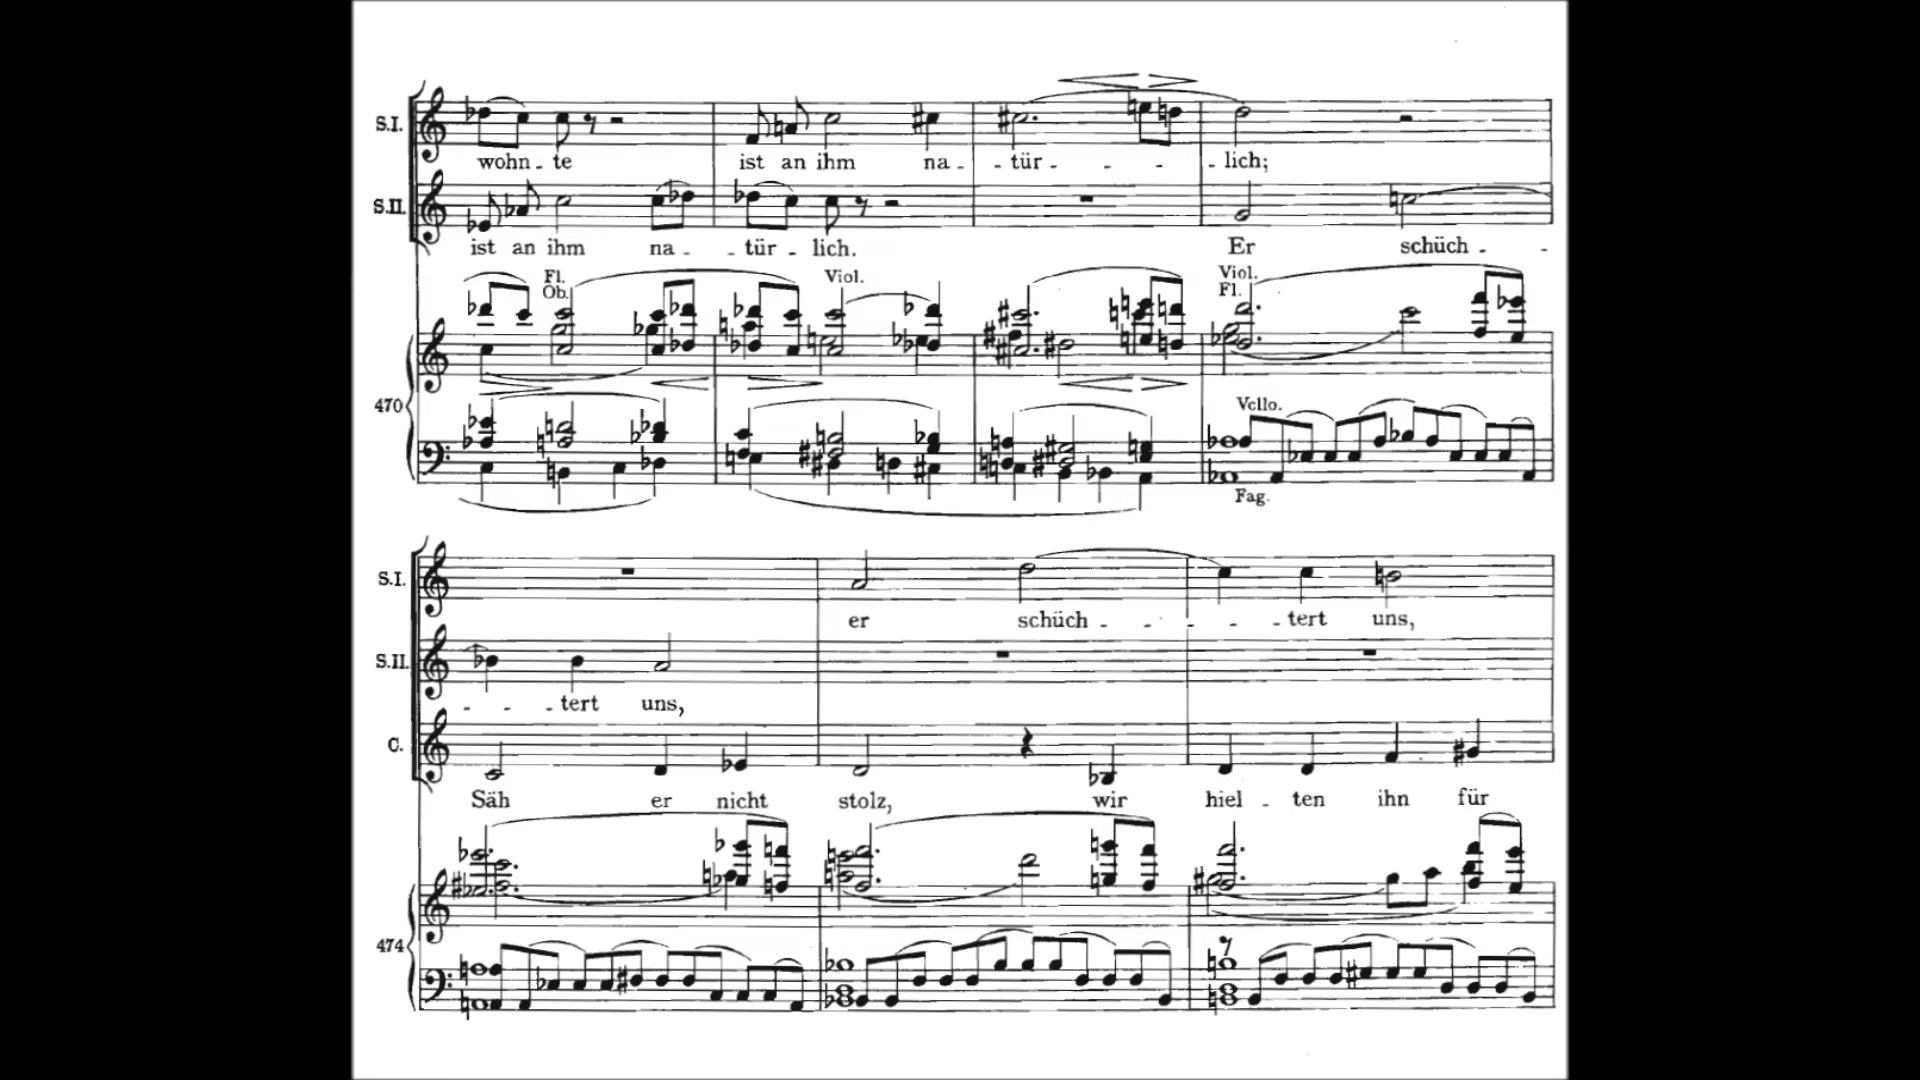 S.I.
wohn - te ist an ihm na - - tür - - - - lich;
S.II.
ist an ihm na - - tür - lich. Er schüch - -
Fl. Viol. Viol.
Ob. Fl.
470 Vcllo.
Fag.
S.I.
er schüch - - - - tert uns,
S.II.
- - - tert uns,
C.
Säh er nicht stolz, wir hiel - ten ihn für
474